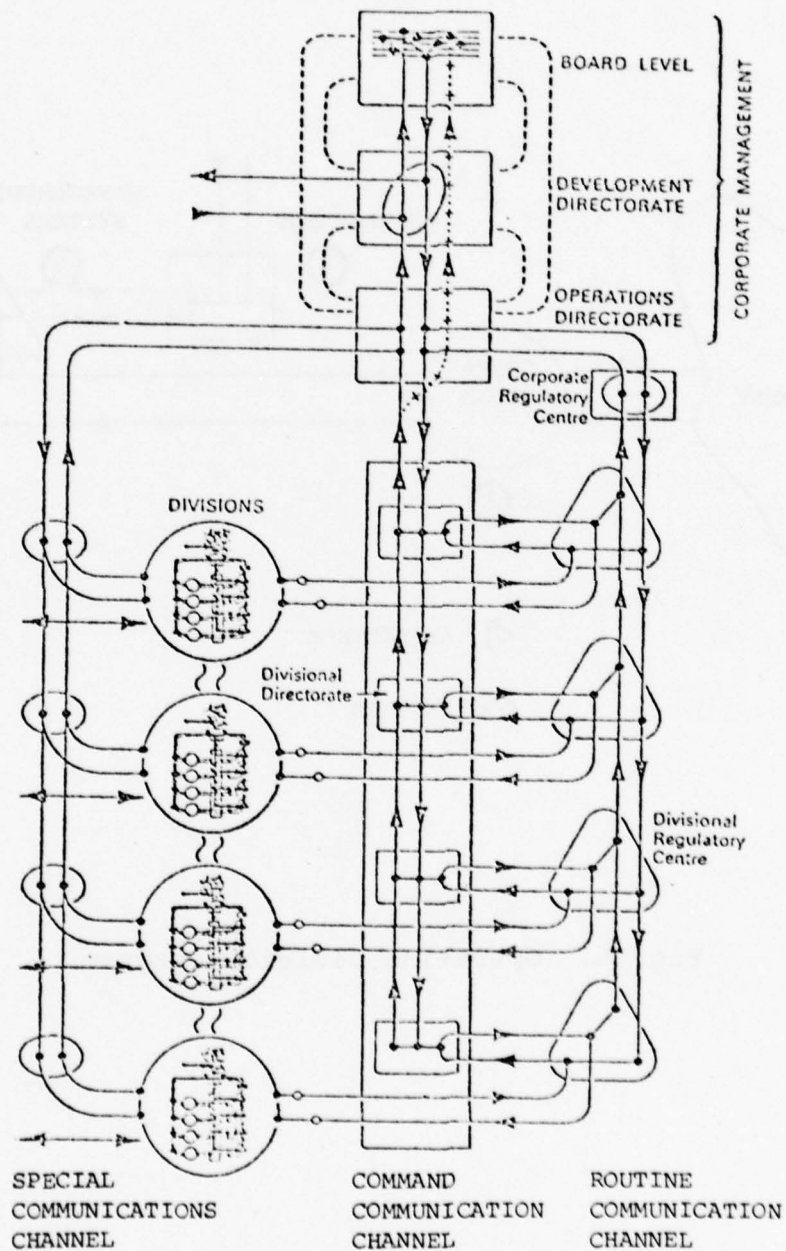 BOARD LEVEL
DEVELOPMENT
DIRECTORATE
OPERATIONS
DIRECTORATE
CORPORATE MANAGEMENT
Corporate
Regulatory
Centre
DIVISIONS
Divisional
Directorate
Divisional
Regulatory
Centre
SPECIAL
COMMUNICATIONS
CHANNEL
COMMAND
COMMUNICATION
CHANNEL
ROUTINE
COMMUNICATION
CHANNEL